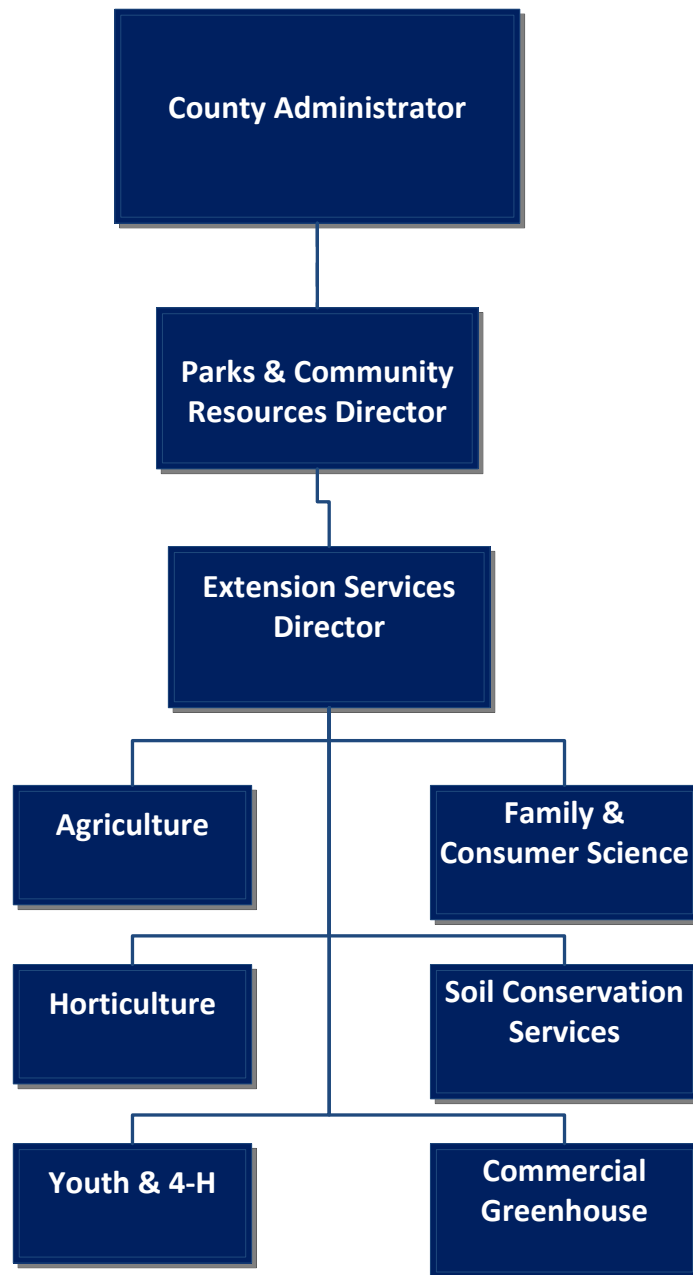 County Administrator
Parks & Community
Resources Director
Extension Services
Director
Agriculture
Family &
Consumer Science
Horticulture
Soil Conservation
Services
Youth & 4-H
Commercial
Greenhouse